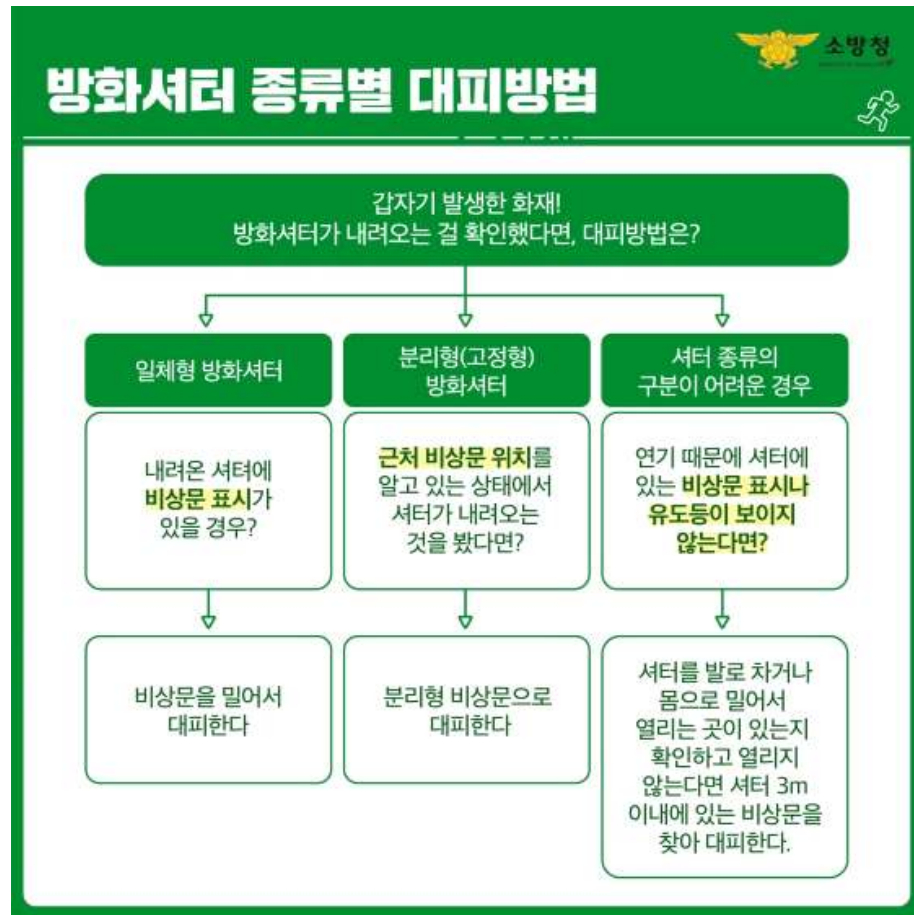 소방청
방화셔터 종류별 대피방법
갑자기 발생한 화재!
방화셔터가 내려오는 걸 확인했다면, 대피방법은?
일체형 방화셔터
내려온 셔텨에
비상문 표시가
있을 경우?
비상문을 밀어서
대피한다
분리형(고정형)
방화셔터
근처 비상문 위치를
알고 있는 상태에서
셔터가 내려오는
것을 봤다면?
분리형 비상문으로
대피한다
셔터 종류의
구분이 어려운 경우
연기 때문에 셔터에
있는 비상문 표시나
유도등이 보이지
않는다면?
셔터를 발로 차거나
몸으로 밀어서
열리는 곳이 있는지
확인하고 열리지
않는다면 셔터 3m
이내에 있는 비상문을
찾아 대피한다.